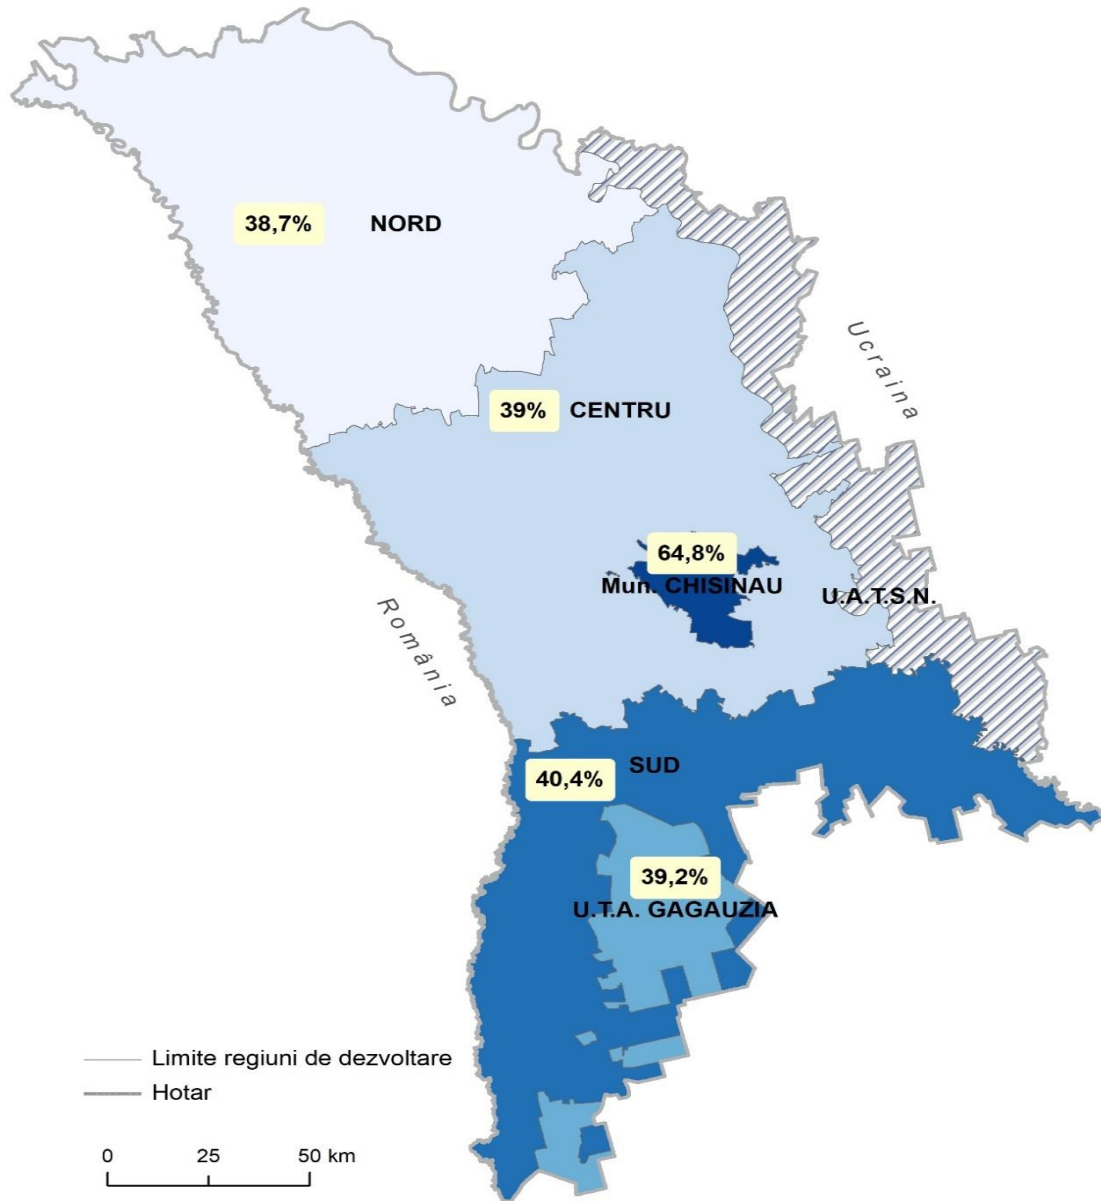 38,7%
NORD
Ucraina
39%
CENTRU
64,8%
Mun. CHISINAU
U.A.T.S.N.
România
SUD
40,4%
39,2%
U.T.A. GAGAUZIA
Limite regiuni de dezvoltare
Hotar
0 25 50 km